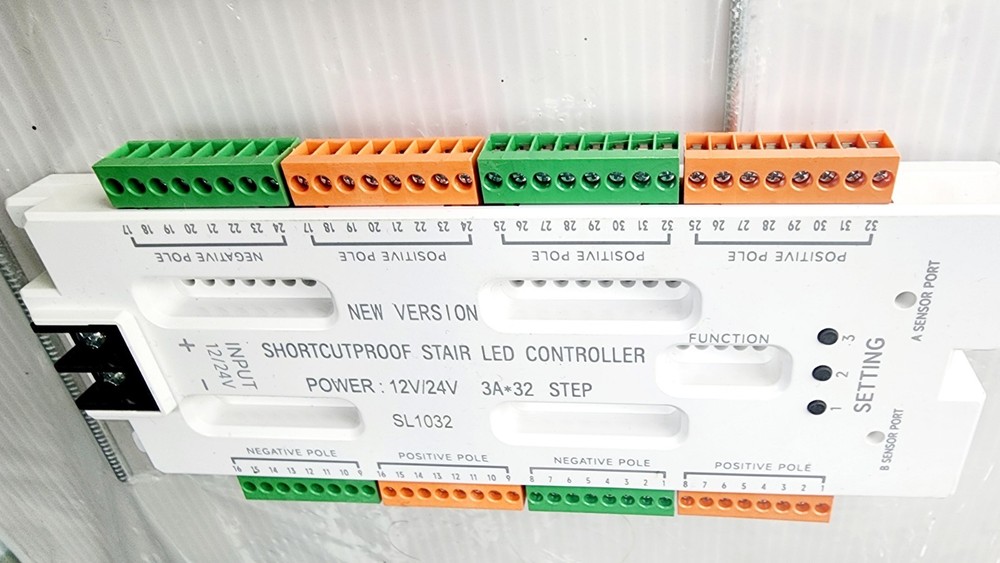 17 18 19 20 21 22 23 24
NEGATIVE POLE
17 18 19 20 21 22 23 24
POSITIVE POLE
25 26 27 28 29 30 31 32
POSITIVE POLE
25 26 27 28 29 30 31 32
POSITIVE POLE
NEW VERSION
SHORTCUTPROOF STAIR LED CONTROLLER
POWER: 12V/24V 3A*32 STEP
SL1032
+
-
INPUT
12/24V
FUNCTION
3
2
1
SETTING
A SENSOR PORT
B SENSOR PORT
NEGATIVE POLE
16 15 14 13 12 11 10 9
POSITIVE POLE
16 15 14 13 12 11 10 9
NEGATIVE POLE
8 7 6 5 4 3 2 1
POSITIVE POLE
8 7 6 5 4 3 2 1